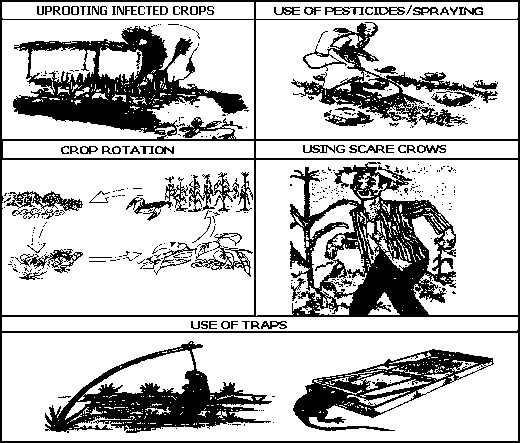 UPROOTING INFECTED CROPS
USE OF PESTICIDES/SPRAYING
CROP ROTATION
USING SCARE CROWS
USE OF TRAPS